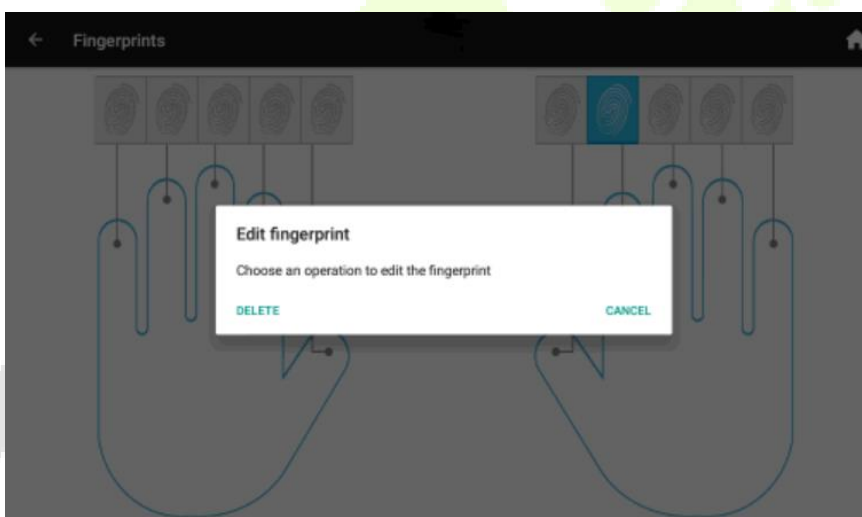 Fingerprints
Edit fingerprint
Choose an operation to edit the fingerprint
DELETE
CANCEL